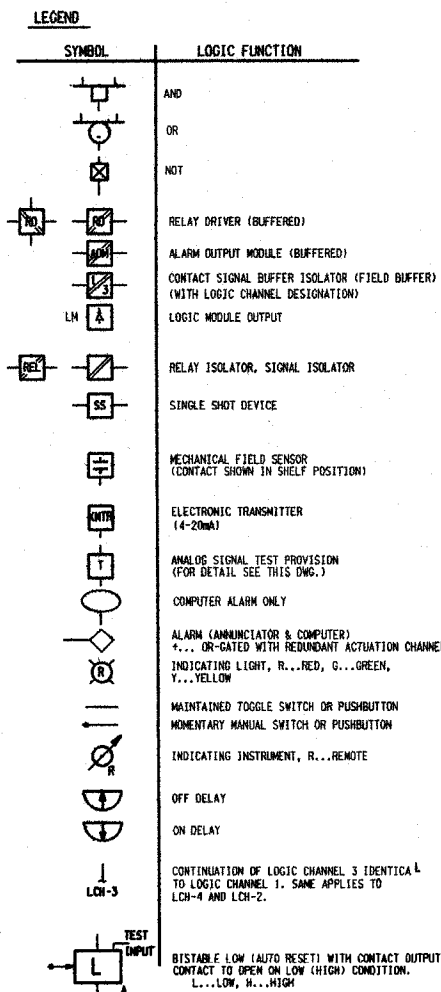 LEGEND
SYMBOL LOGIC FUNCTION
AND
OR
NOT
RD RD RELAY DRIVER (BUFFERED)
AOM ALARM OUTPUT MODULE (BUFFERED)
L 3 CONTACT SIGNAL BUFFER ISOLATOR (FIELD BUFFER)
(WITH LOGIC CHANNEL DESIGNATION)
LM LOGIC MODULE OUTPUT
REL RELAY ISOLATOR, SIGNAL ISOLATOR
SS SINGLE SHOT DEVICE
MECHANICAL FIELD SENSOR
(CONTACT SHOWN IN SHELF POSITION)
XMTR ELECTRONIC TRANSMITTER
(4-20mA)
T ANALOG SIGNAL TEST PROVISION
(FOR DETAIL SEE THIS DWG.)
COMPUTER ALARM ONLY
ALARM (ANNUNCIATOR & COMPUTER)
+... OR-GATED WITH REDUNDANT ACTUATION CHANNEL
R INDICATING LIGHT, R...RED, G...GREEN,
Y...YELLOW
MAINTAINED TOGGLE SWITCH OR PUSHBUTTON
MOMENTARY MANUAL SWITCH OR PUSHBUTTON
R INDICATING INSTRUMENT, R...REMOTE
OFF DELAY
ON DELAY
LCH-3 CONTINUATION OF LOGIC CHANNEL 3 IDENTICAL
TO LOGIC CHANNEL 1. SAME APPLIES TO
LCH-4 AND LCH-2.
TEST
INPUT
L BISTABLE LOW (AUTO RESET) WITH CONTACT OUTPUT
CONTACT TO OPEN ON LOW (HIGH) CONDITION.
L...LOW, H...HIGH